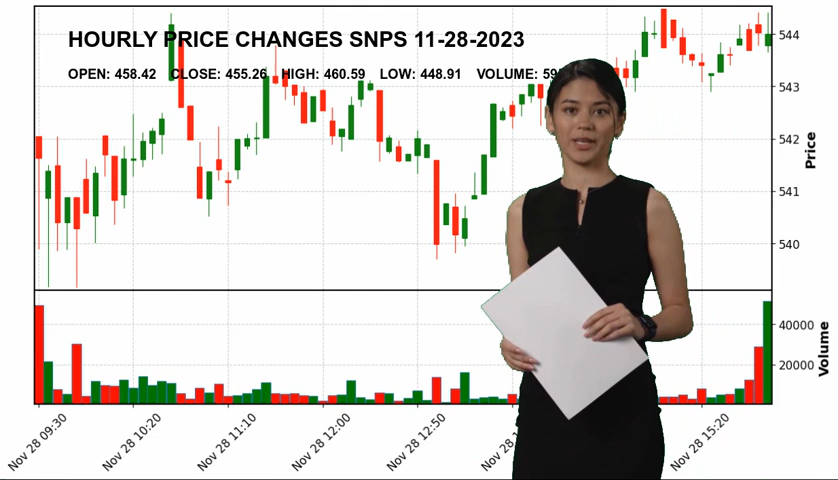 HOURLY PRICE CHANGES SNPS 11-28-2023
OPEN: 458.42 CLOSE: 455.26 HIGH: 460.59 LOW: 448.91 VOLUME:
544
543
542
541
540
Price
40000
20000
Volume
Nov 28 09:30
Nov 28 10:20
Nov 28 11:10
Nov 28 12:00
Nov 28 12:50
Nov 28 15:20